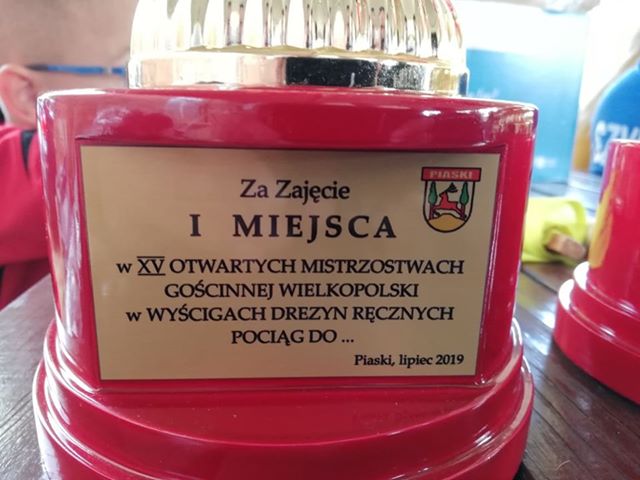 PIASKI
Za Zajęcie
I MIEJSCA
w XV OTWARTYCH MISTRZOSTWACH
GOŚCINNEJ WIELKOPOLSKI
w WYŚCIGACH DREZYN RĘCZNYCH
POCIĄG DO ...
Piaski, lipiec 2019